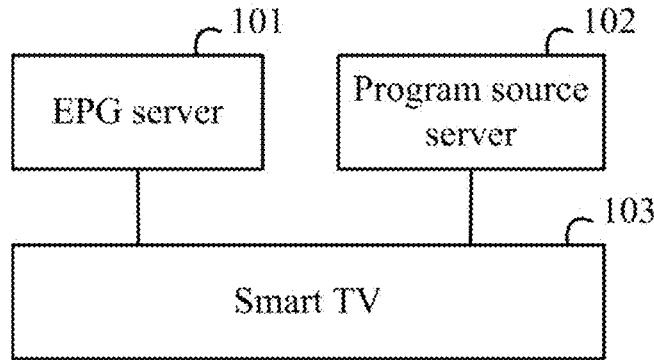 101
102
EPG server
Program source
server
103
Smart TV